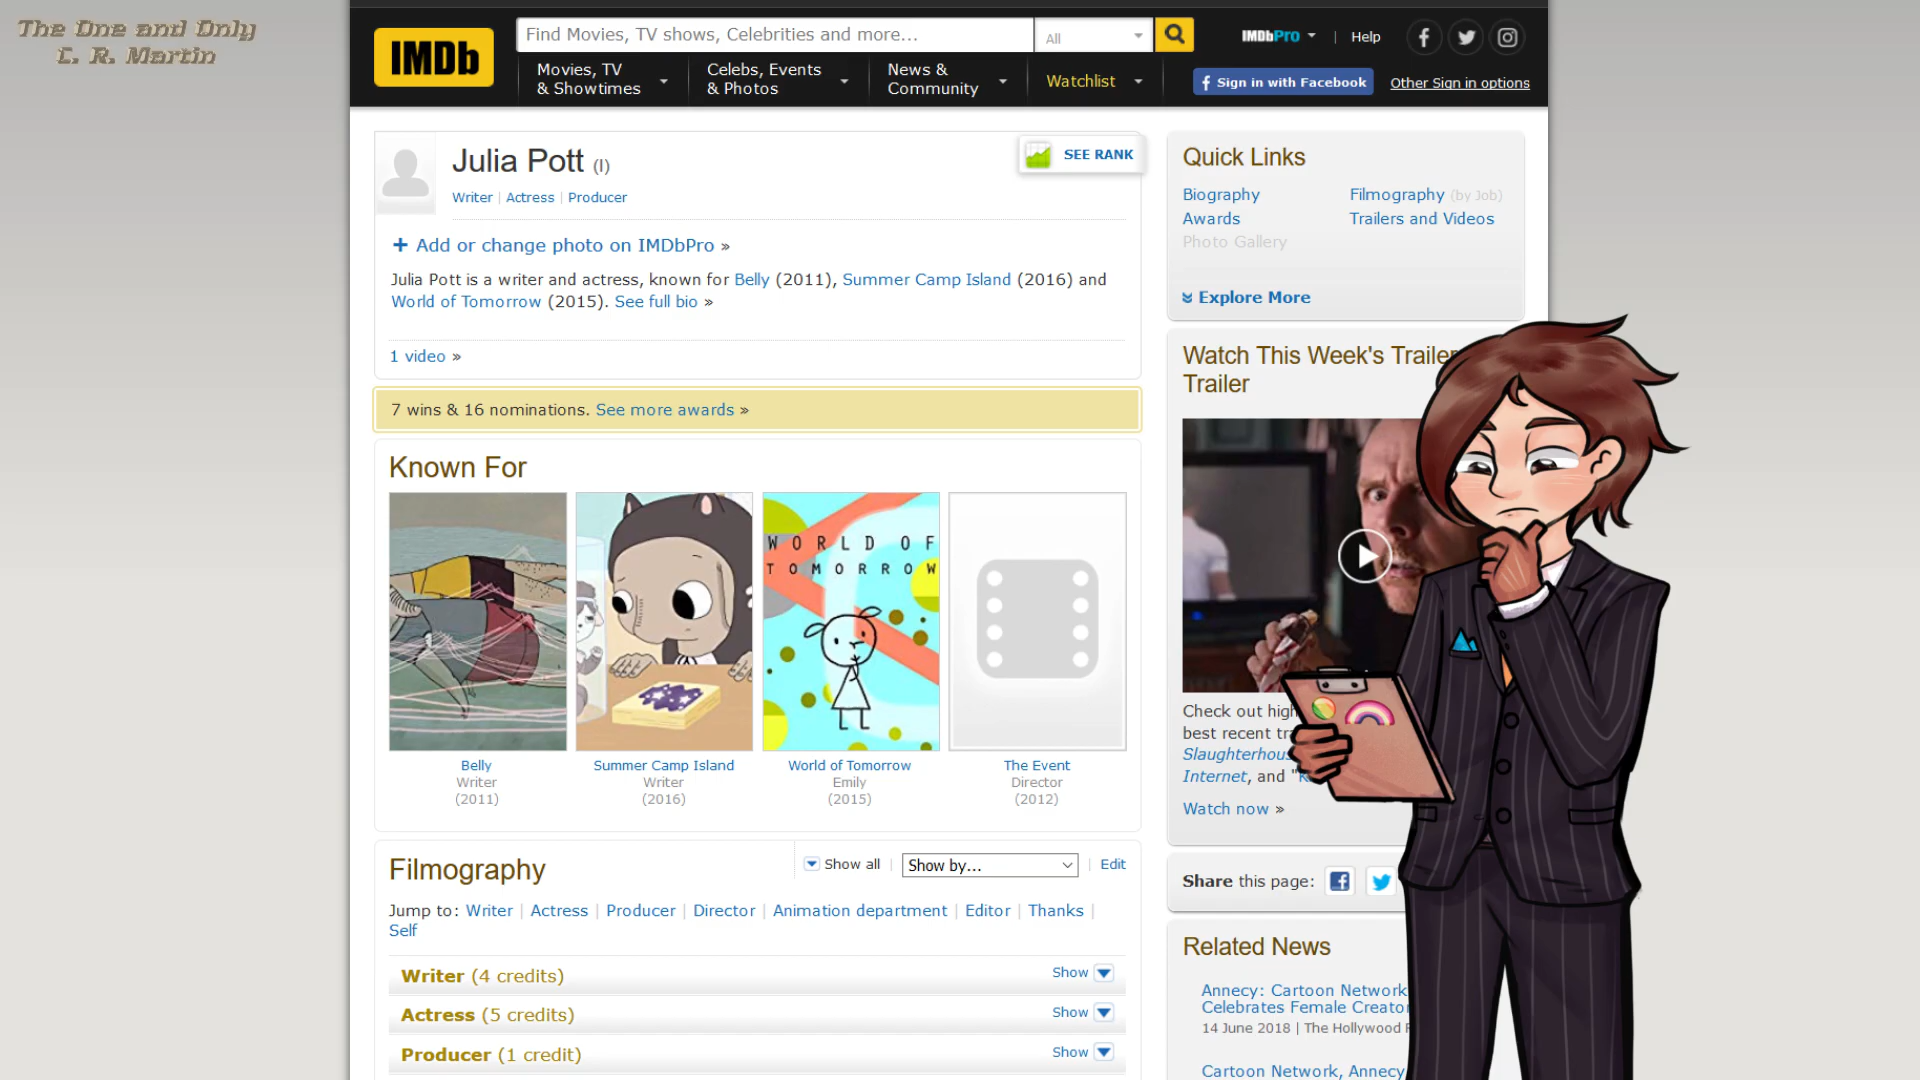 The One and Only
C. R. Martin
IMDb
Find Movies, TV shows, Celebrities and more...
All
IMDbPro
|
Help
Movies, TV
& Showtimes
Celebs, Events
& Photos
News &
Community
Watchlist
Sign in with Facebook
Other Sign in options
Julia Pott (I)
SEE RANK
Writer | Actress | Producer
+ Add or change photo on IMDbPro »
Julia Pott is a writer and actress, known for Belly (2011), Summer Camp Island (2016) and
World of Tomorrow (2015). See full bio »
1 video »
7 wins & 16 nominations. See more awards »
Known For
WORLD OF
TOMORROW
Belly
Writer
(2011)
Summer Camp Island
Writer
(2016)
World of Tomorrow
Emily
(2015)
The Event
Director
(2012)
Filmography
Show all | Show by... | Edit
Jump to: Writer | Actress | Producer | Director | Animation department | Editor | Thanks |
Self
Writer (4 credits)
Show
Actress (5 credits)
Show
Producer (1 credit)
Show
Quick Links
Biography
Filmography (by Job)
Awards
Trailers and Videos
Photo Gallery
Explore More
Watch This Week's Trailer
Trailer
Check out high
best recent
Slaughterhous
Internet, and "
Watch now »
Share this page:
Related News
Annecy: Cartoon Network
Celebrates Female Creator
14 June 2018 | The Hollywood
Cartoon Network, Annecy